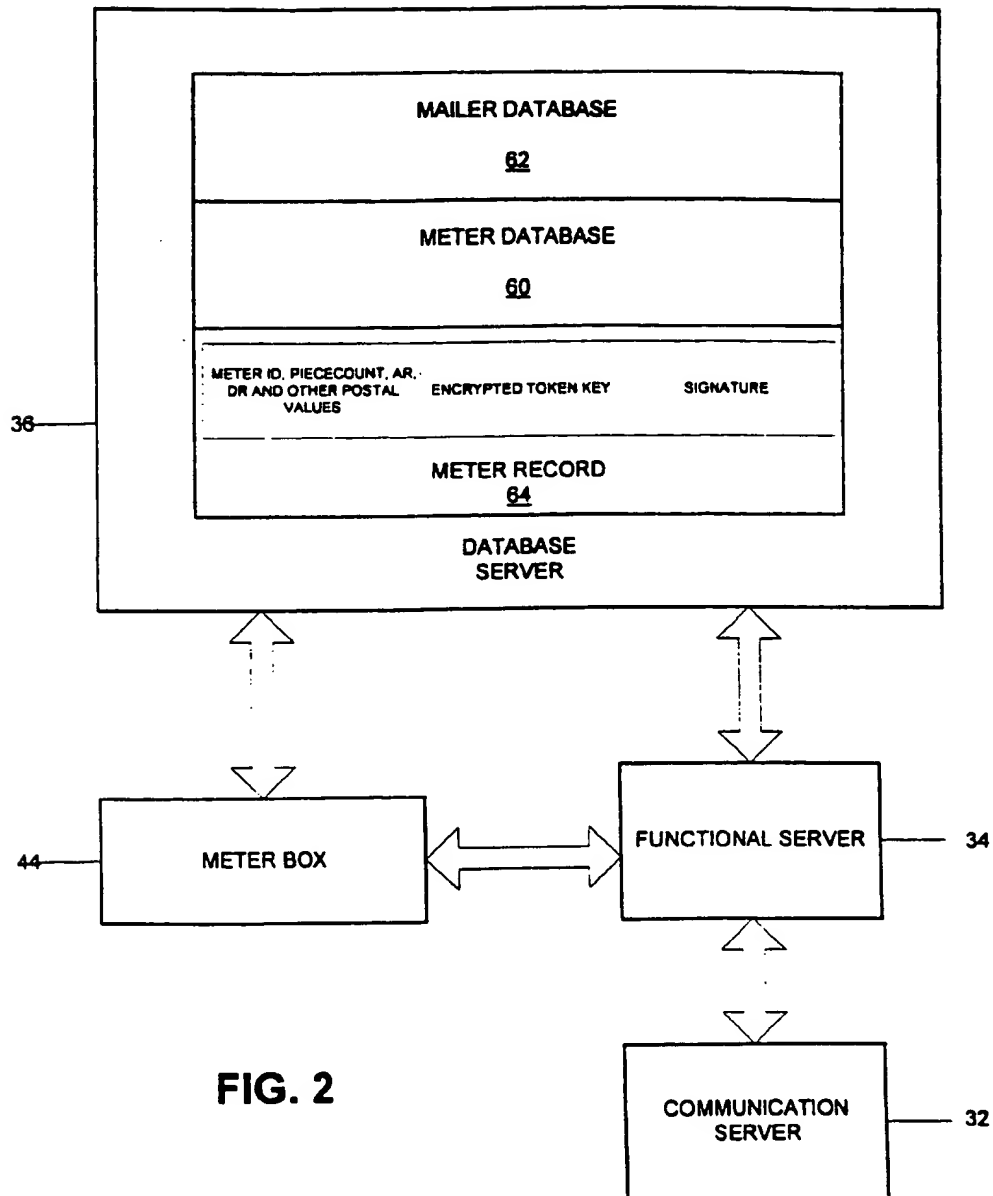 MAILER DATABASE
62
METER DATABASE
60
METER ID, PIECECOUNT, AR,
DR AND OTHER POSTAL
VALUES
ENCRYPTED TOKEN KEY
SIGNATURE
METER RECORD
64
DATABASE
SERVER
36
44
METER BOX
FUNCTIONAL SERVER
34
COMMUNICATION
SERVER
32
FIG. 2